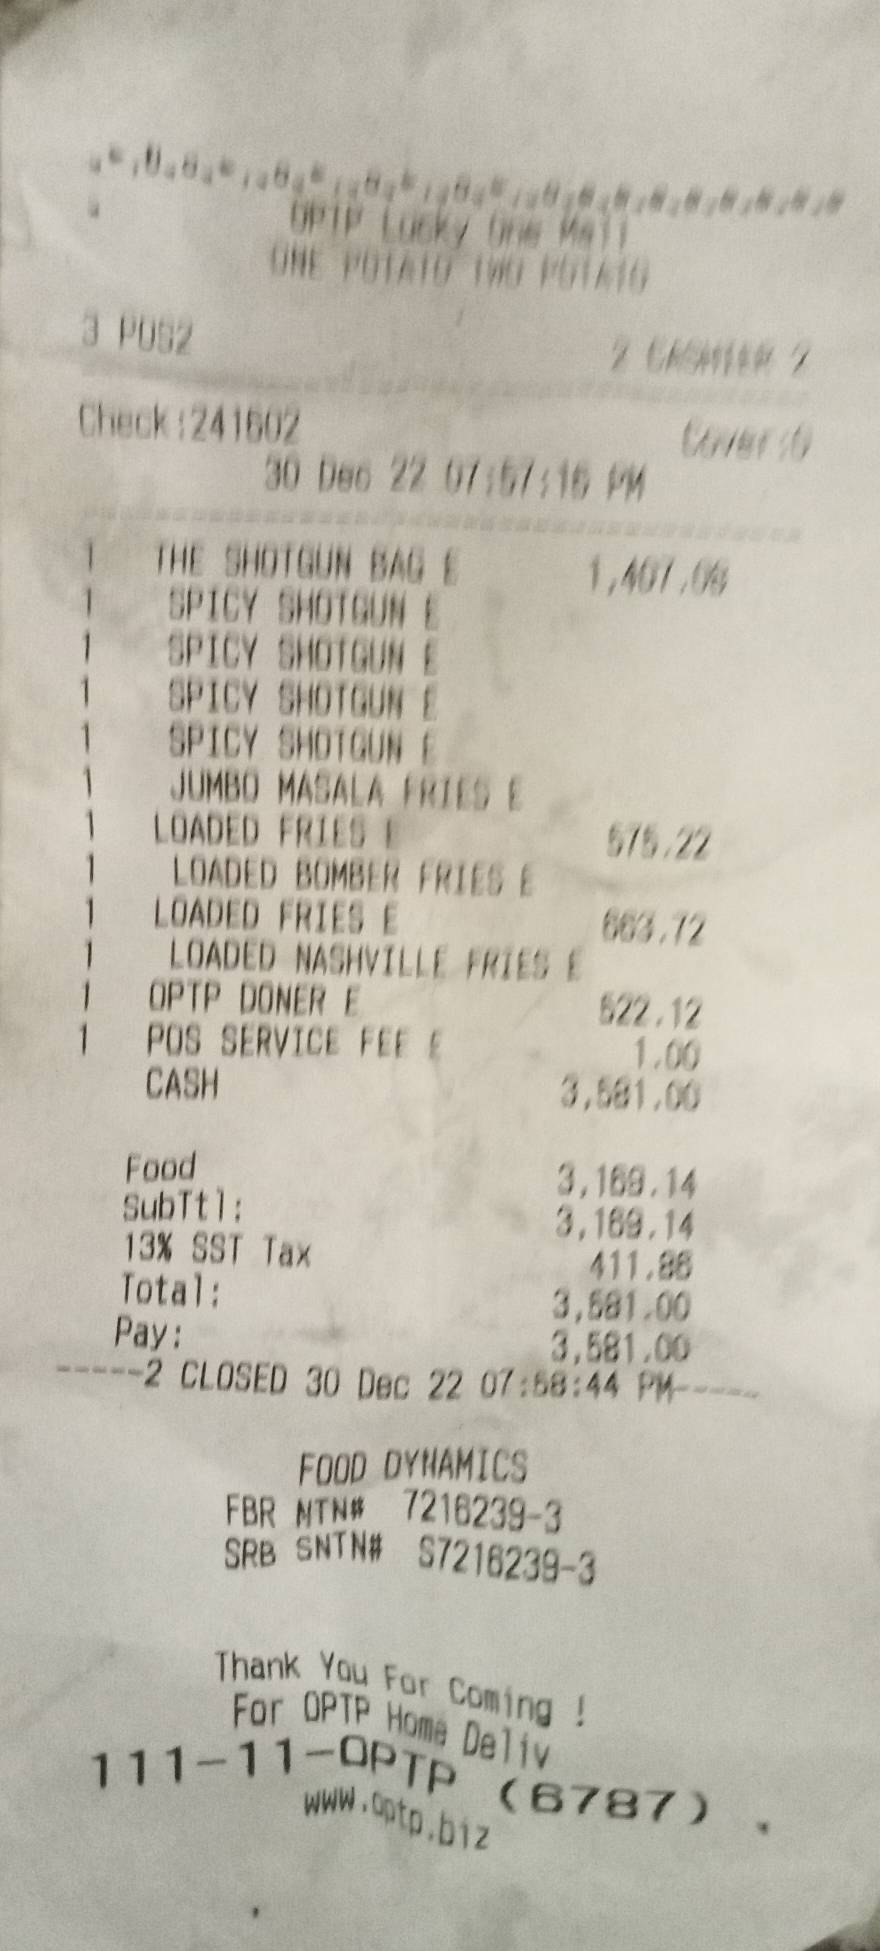 OPTP Lucky One Mall
ONE POTATO TWO POTATO
3 POS2 2 CASHIER 2
Check:241602 Cover:0
30 Dec 22 07:57:16 PM
1 THE SHOTGUN BAG E 1,407.08
1 SPICY SHOTGUN E
1 SPICY SHOTGUN E
1 SPICY SHOTGUN E
1 SPICY SHOTGUN E
1 JUMBO MASALA FRIES E
1 LOADED FRIES E 575.22
1 LOADED BOMBER FRIES E
1 LOADED FRIES E 663.72
1 LOADED NASHVILLE FRIES E
1 OPTP DONER E 522.12
1 POS SERVICE FEE E 1.00
CASH 3,581.00
Food 3,169.14
SubTtl: 3,169.14
13% SST Tax 411.86
Total: 3,581.00
Pay: 3,581.00
-----2 CLOSED 30 Dec 22 07:58:44 PM-----
FOOD DYNAMICS
FBR NTN# 7216239-3
SRB SNTN# S7216239-3
Thank You For Coming !
For OPTP Home Deliv
111-11-OPTP (6787) .
www.optp.biz